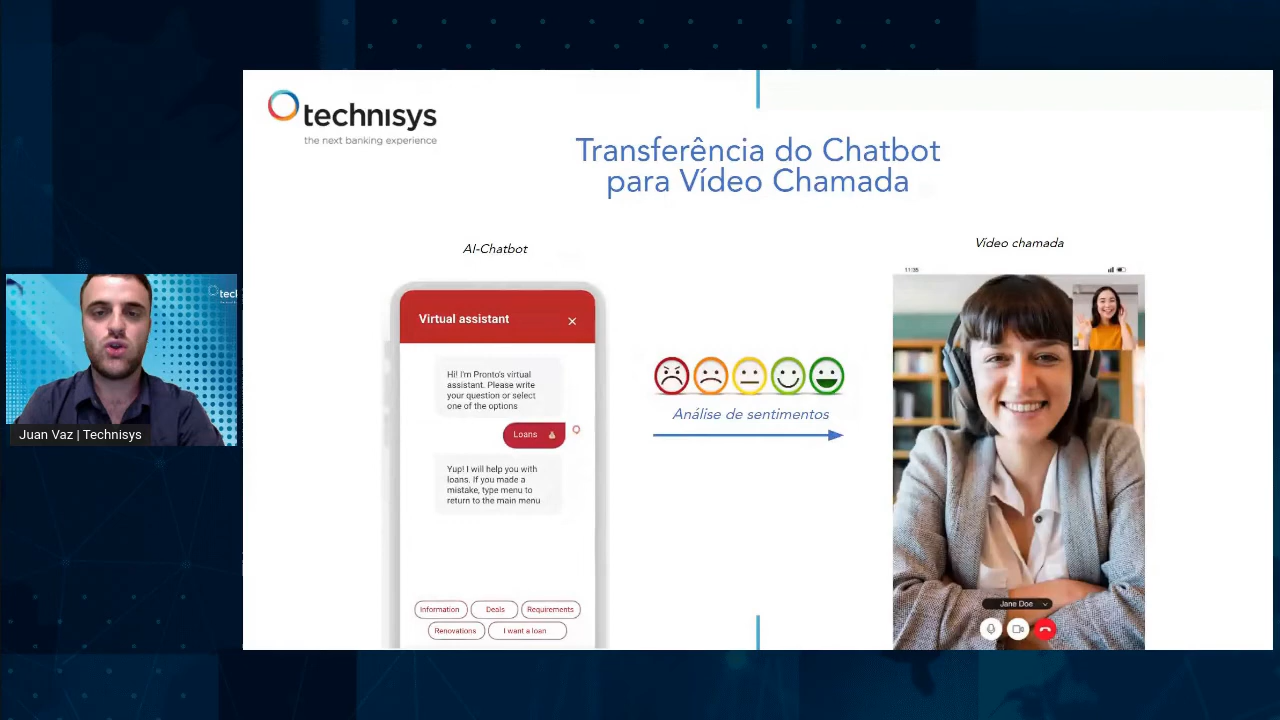 technisys
the next banking experience
Transferência do Chatbot
para Vídeo Chamada
AI-Chatbot
Vídeo chamada
Virtual assistant
Hi! I'm Pronto's virtual
assistant. Please write
your question or select
one of the options
Loans
Yup! I will help you with
loans. If you made a
mistake, type menu to
return to the main menu
Information
Deals
Requirements
Renovations
I want a loan
Análise de sentimentos
11:35
Jane Doe
tecl
Juan Vaz | Technisys